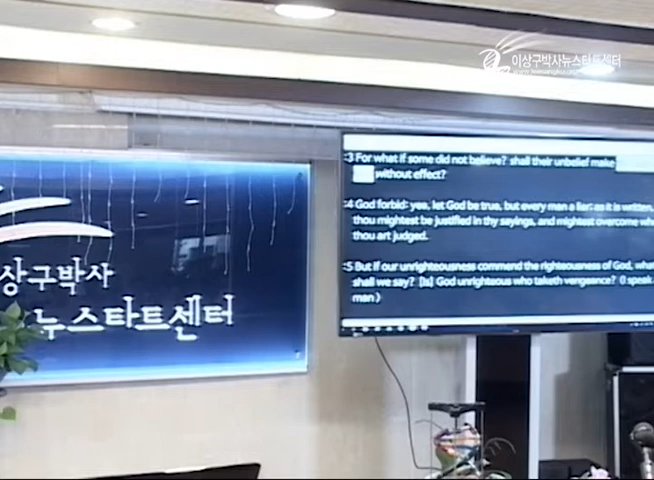 이상구박사뉴스타트센터
상구박사
뉴스타트센터
:3 For what if some did not believe? shall their unbelief make
without effect?
:4 God forbid: yea, let God be true, but every man a liar; as it is written,
thou mightest be justified in thy sayings, and mightest overcome
thou art judged.
:5 But if our unrighteousness commend the righteousness of God,
shall we say? [Is] God unrighteous who taketh vengeance? (I speak
man )